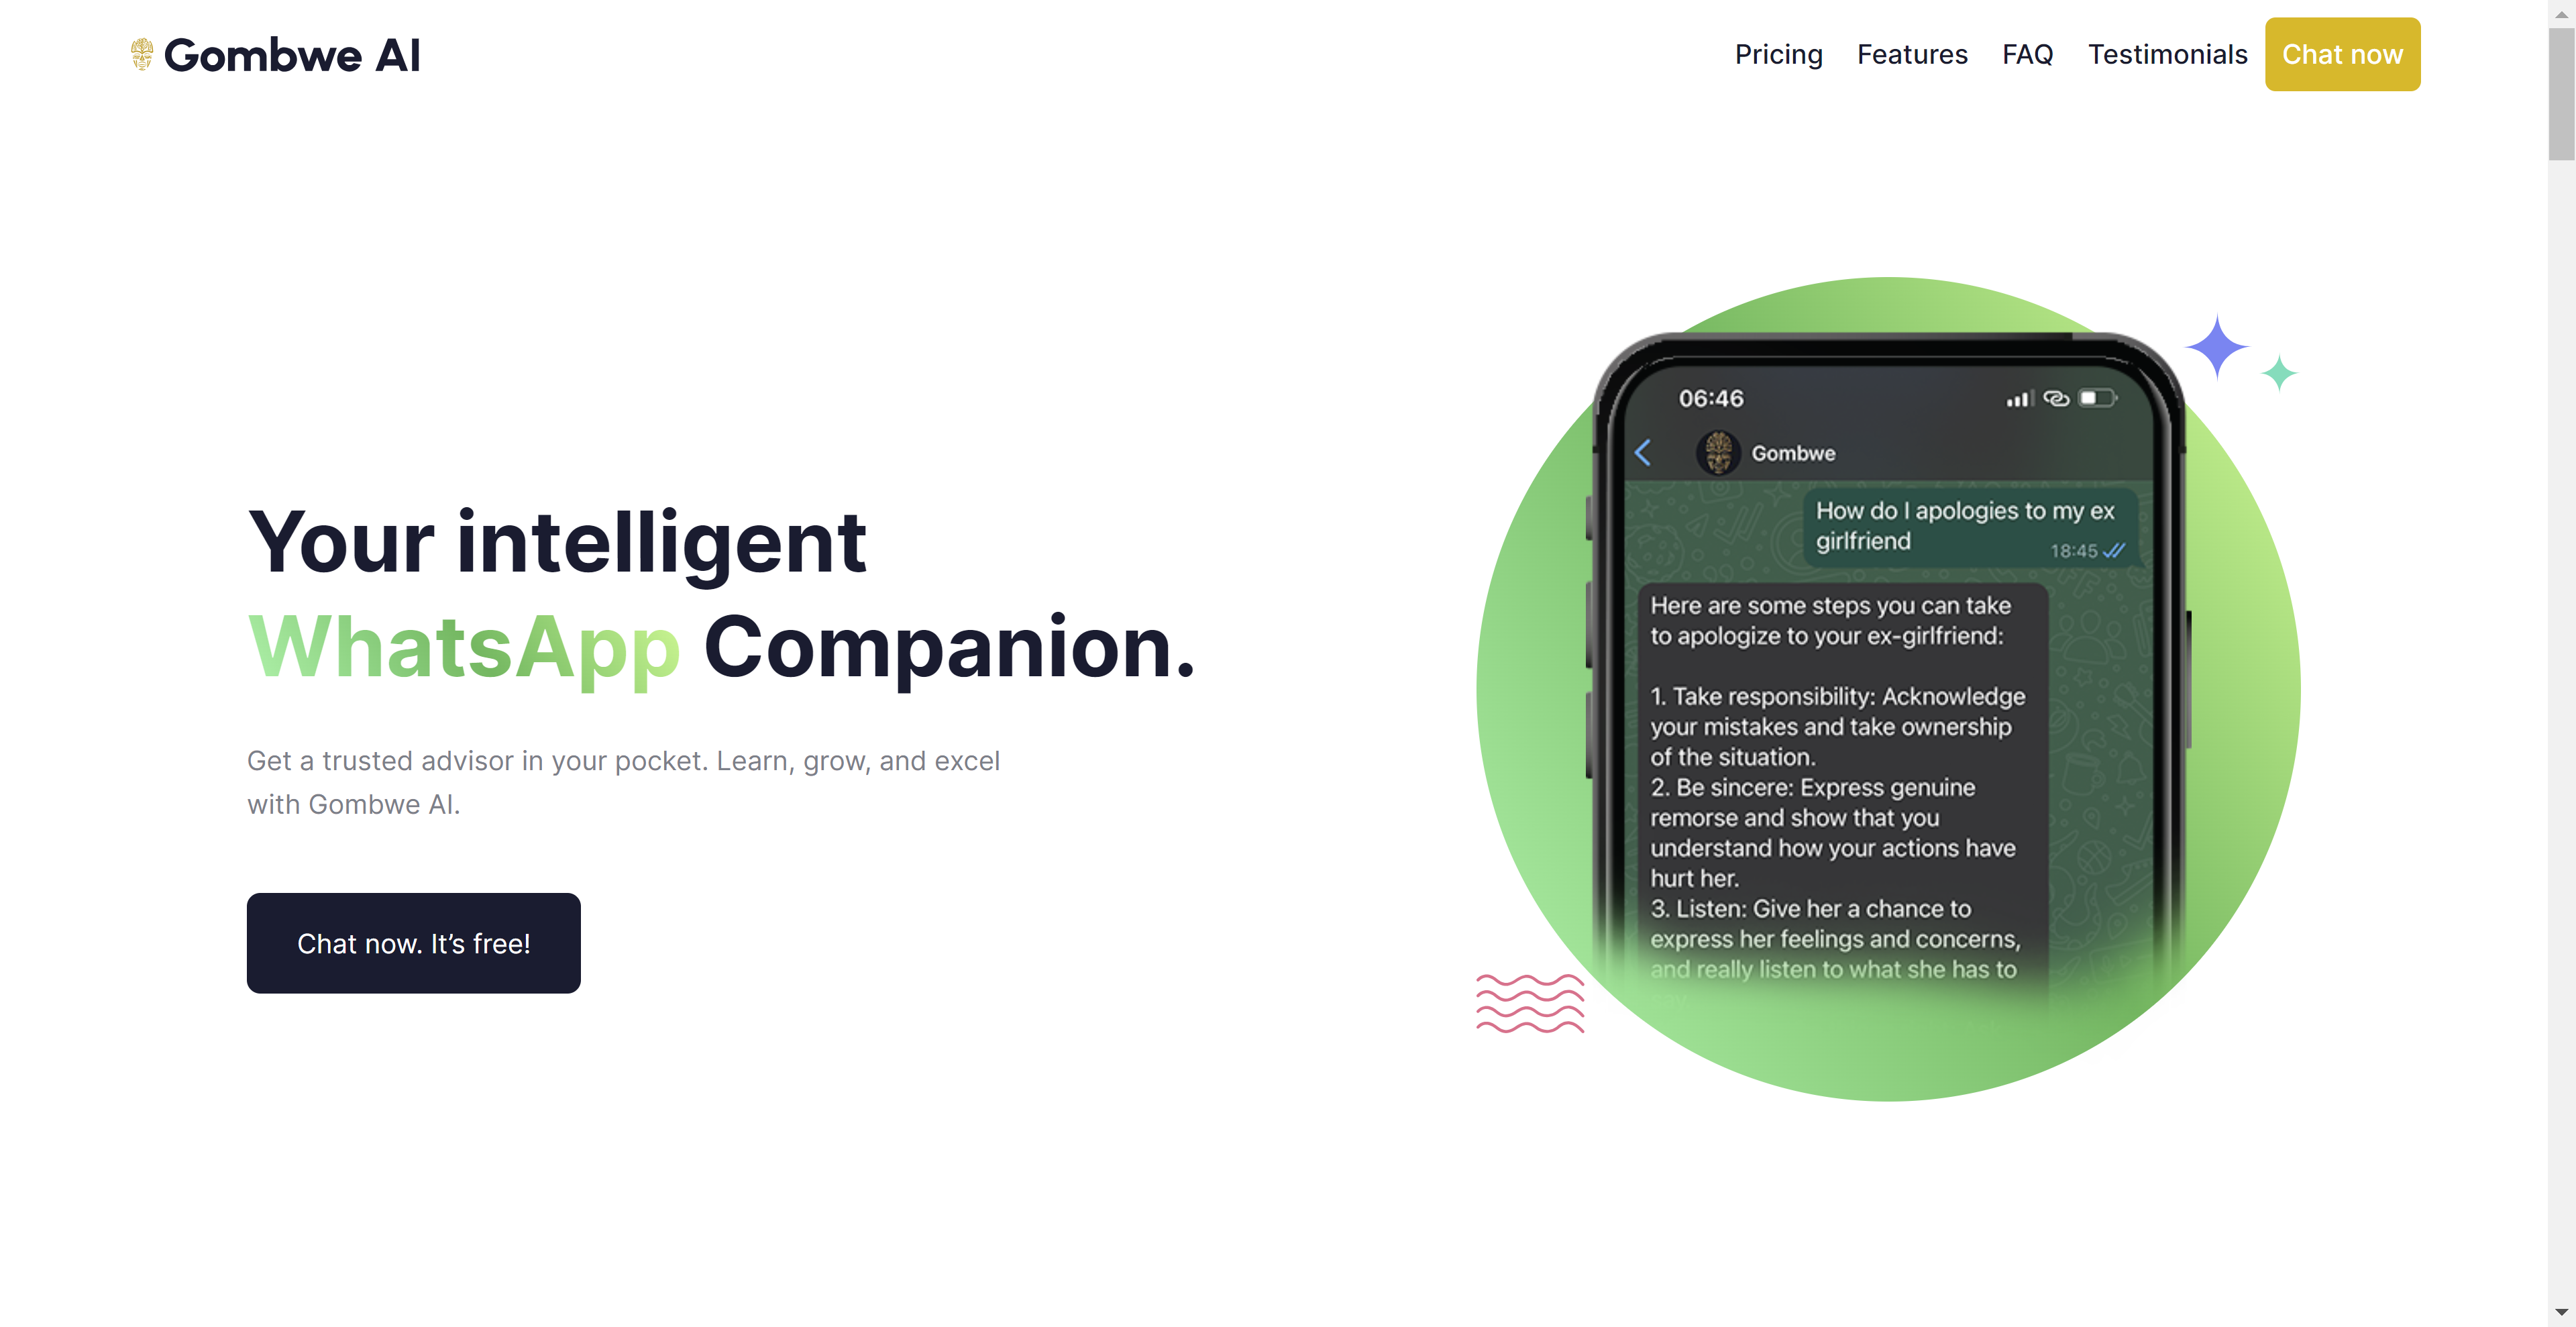 Gombwe AI
Pricing
Features
FAQ
Testimonials
Chat now
Your intelligent
WhatsApp Companion.
Get a trusted advisor in your pocket. Learn, grow, and excel
with Gombwe AI.
Chat now. It’s free!
06:46
Gombwe
How do I apologies to my ex
girlfriend
18:45
Here are some steps you can take
to apologize to your ex-girlfriend:
1. Take responsibility: Acknowledge
your mistakes and take ownership
of the situation.
2. Be sincere: Express genuine
remorse and show that you
understand how your actions have
hurt her.
3. Listen: Give her a chance to
express her feelings and concerns,
and really listen to what she has to